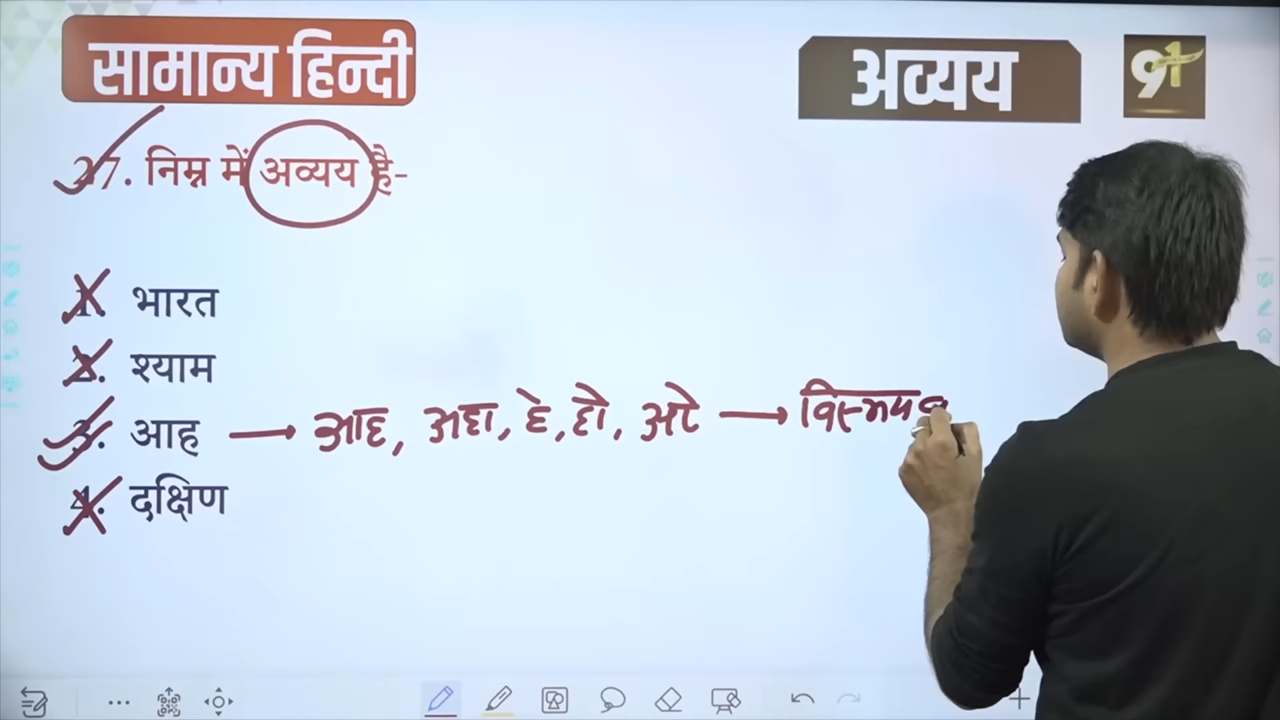 सामान्य हिन्दी
अव्यय
27. निम्न में अव्यय है-
1. भारत
2. श्याम
3. आह → आह, अहा, हे, हो, अरे → विस्मय
4. दक्षिण